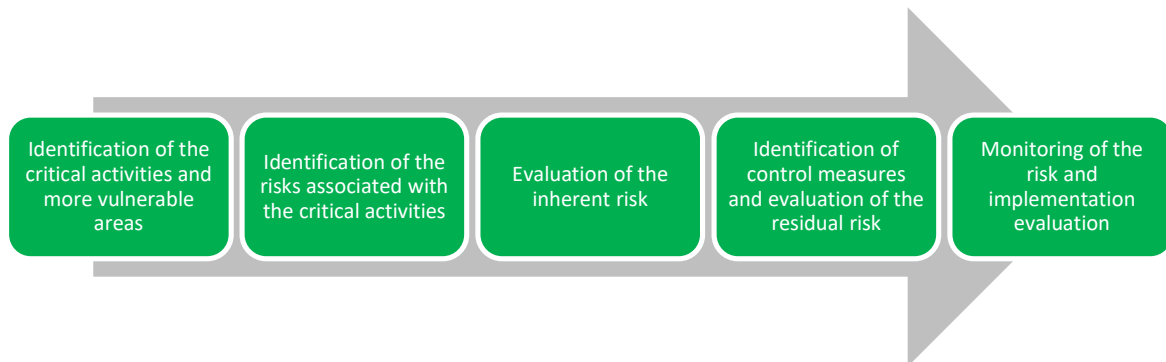 Identification of the
critical activities and
more vulnerable
areas
Identification of the
risks associated with
the critical activities
Evaluation of the
inherent risk
Identification of
control measures
and evaluation of the
residual risk
Monitoring of the
risk and
implementation
evaluation